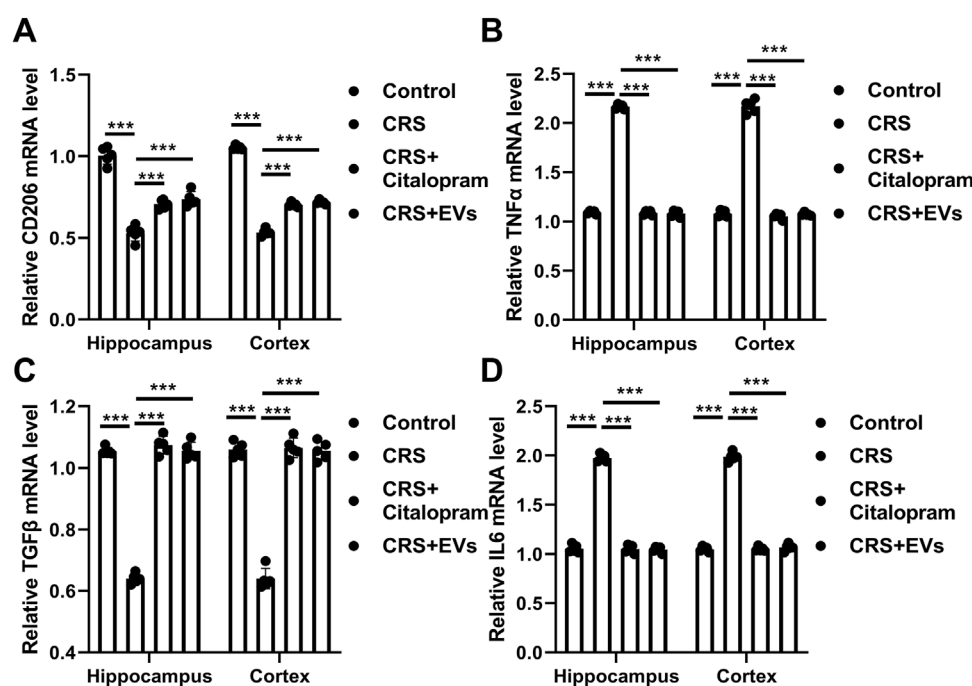 A
Relative CD206 mRNA level
1.5
1.0
0.5
0.0
***
***
***
***
***
***
Hippocampus
Cortex
Control
CRS
CRS+
Citalopram
CRS+EVs
B
Relative TNFα mRNA level
2.5
2.0
1.5
1.0
0.0
***
***
***
***
***
***
Hippocampus
Cortex
Control
CRS
CRS+
Citalopram
CRS+EVs
C
Relative TGFβ mRNA level
1.2
1.0
0.8
0.6
0.4
***
***
***
***
***
***
Hippocampus
Cortex
Control
CRS
CRS+
Citalopram
CRS+EVs
D
Relative IL6 mRNA level
2.5
2.0
1.5
1.0
0.5
0.0
***
***
***
***
***
***
Hippocampus
Cortex
Control
CRS
CRS+
Citalopram
CRS+EVs